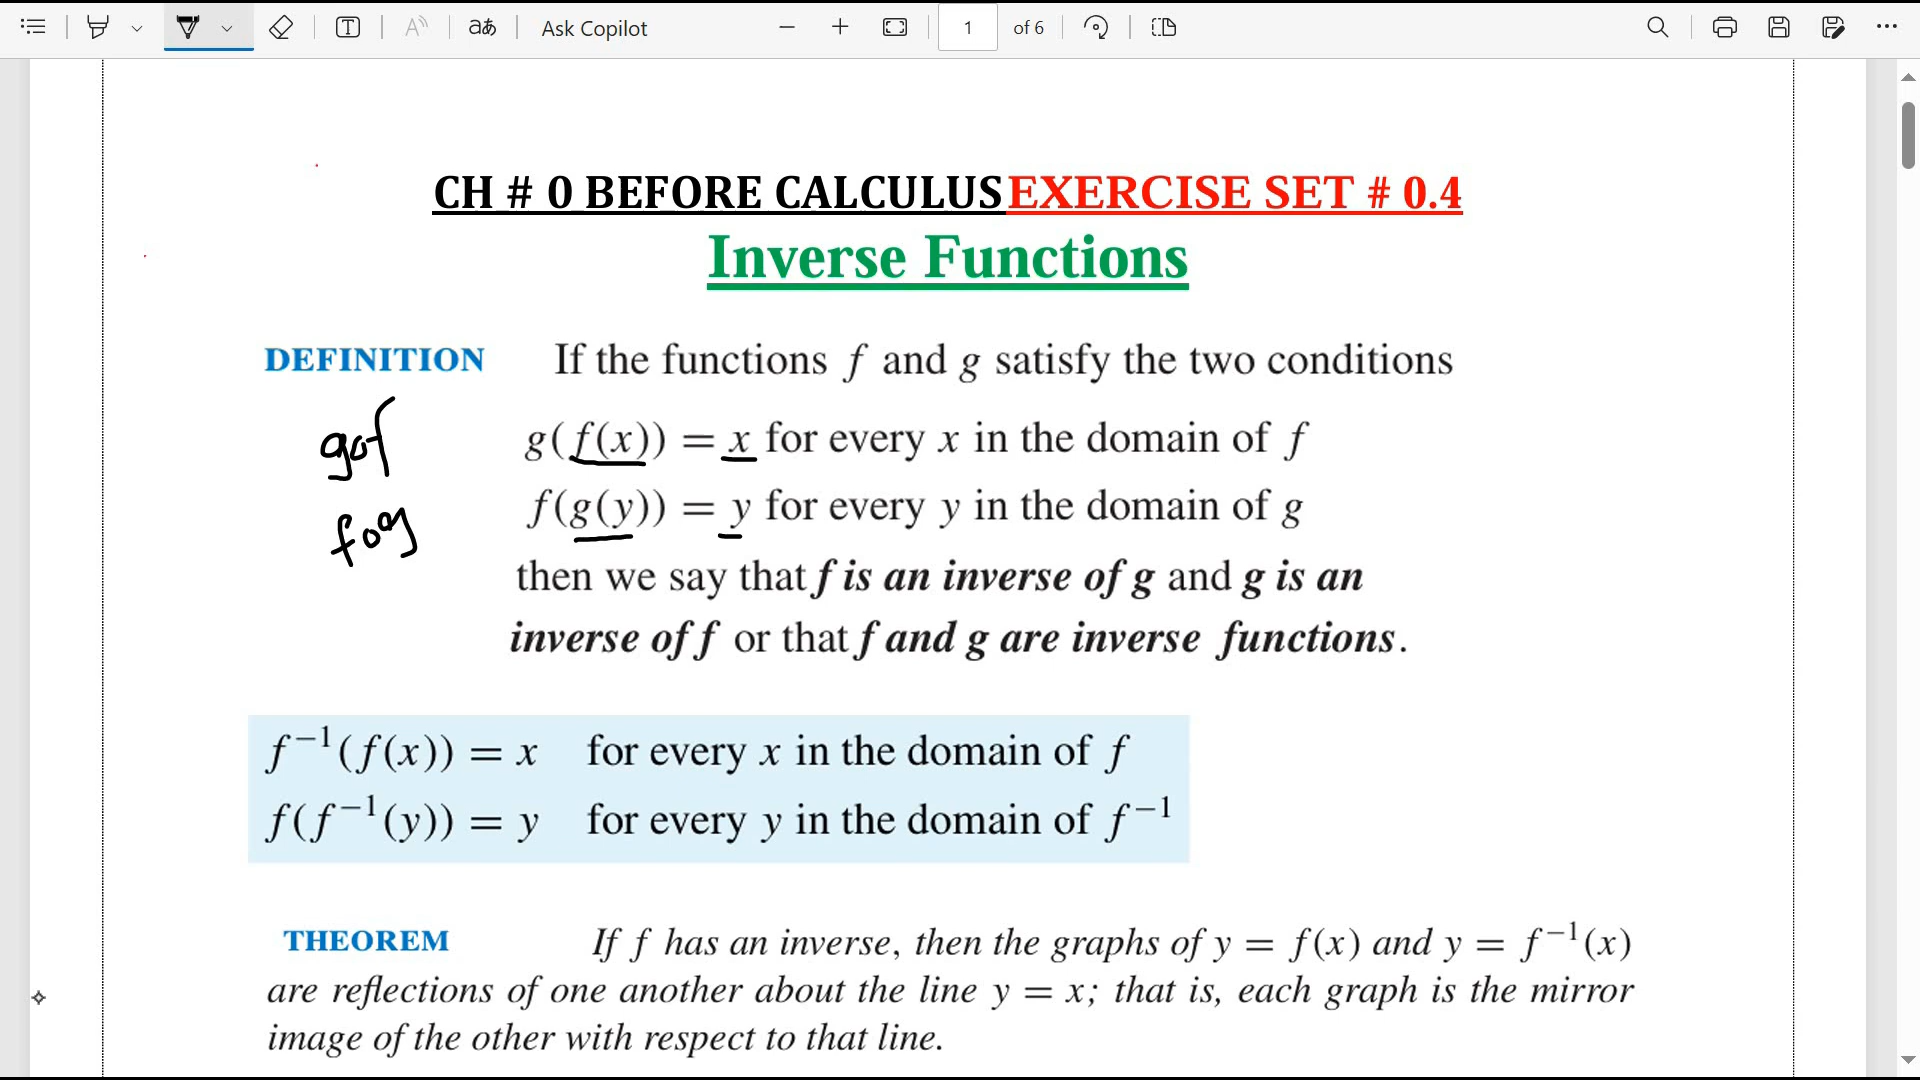 Ask Copilot
1 of 6
CH # 0 BEFORE CALCULUS EXERCISE SET # 0.4
Inverse Functions
DEFINITION If the functions f and g satisfy the two conditions
gof
g(f(x)) = x for every x in the domain of f
fog
f(g(y)) = y for every y in the domain of g
then we say that f is an inverse of g and g is an
inverse of f or that f and g are inverse functions.
f⁻¹(f(x)) = x for every x in the domain of f
f(f⁻¹(y)) = y for every y in the domain of f⁻¹
THEOREM If f has an inverse, then the graphs of y = f(x) and y = f⁻¹(x)
are reflections of one another about the line y = x; that is, each graph is the mirror
image of the other with respect to that line.